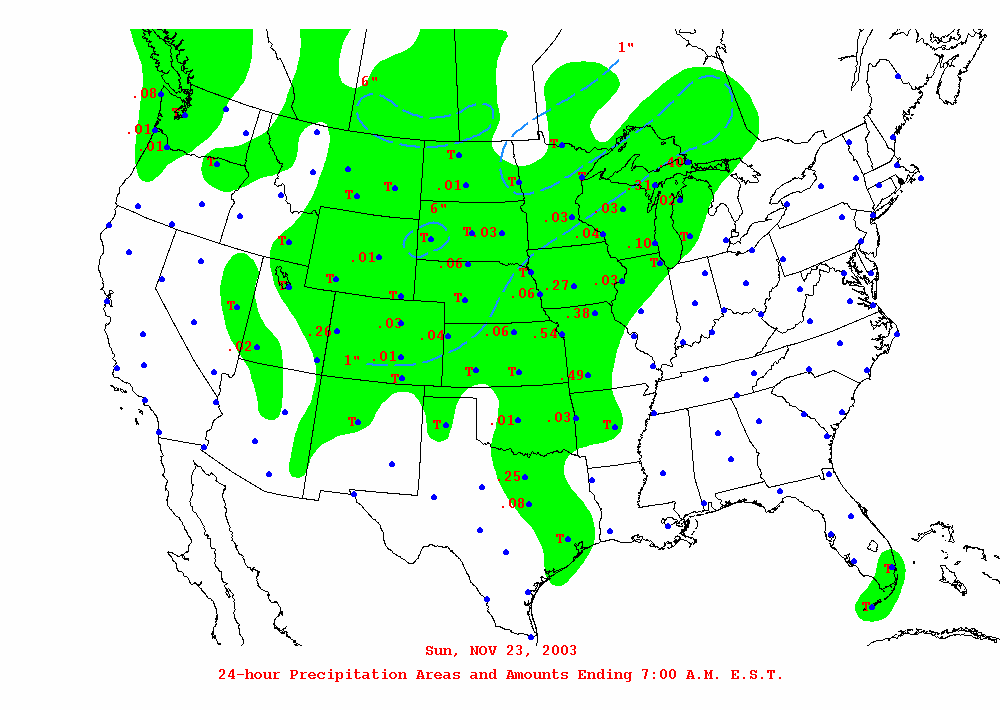 1"
6"
.08
T
.01
.01
T
T
.40
T
T
T
T
T
.01
T
.31
.02
6"
.03
.03
T
T
T
.03
.04
.10
T
.01
.06
T
T
T
T
.27
.03
T
T
T
.06
.38
.26
.03
.04
.06
.54
.02
1"
.01
T
T
T
.49
T
T
.01
.03
T
.25
.08
T
T
T
Sun, NOV 23, 2003
24-hour Precipitation Areas and Amounts Ending 7:00 A.M. E.S.T.